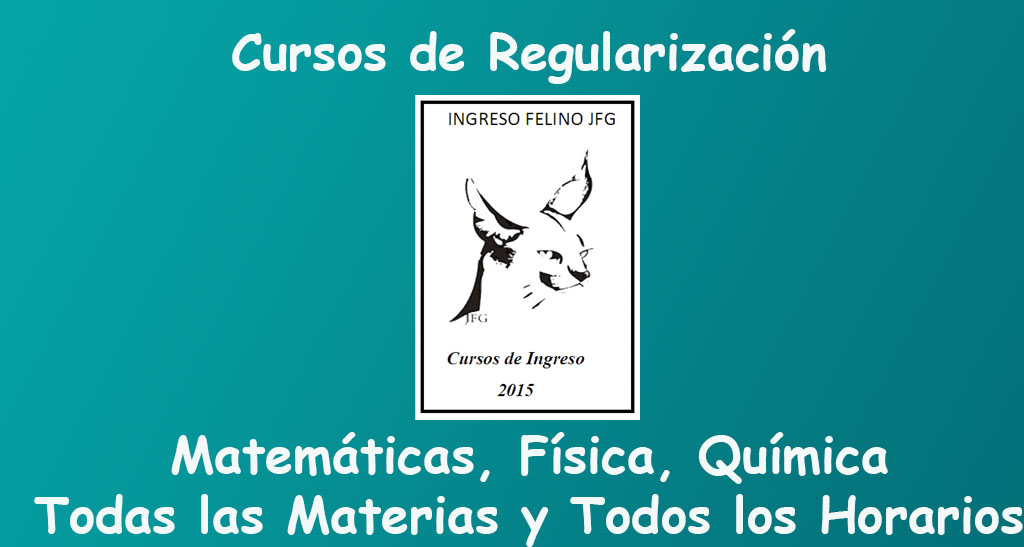 Cursos de Regularización
INGRESO FELINO JFG
JFG
Cursos de Ingreso
2015
Matemáticas, Física, Química
Todas las Materias y Todos los Horarios